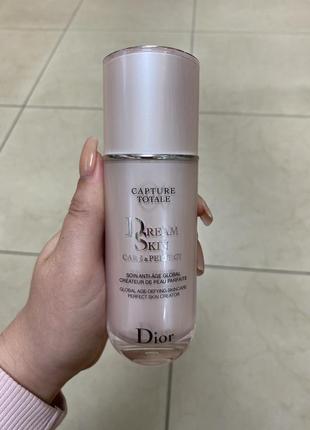 CAPTURE
TOTALE
DREAM
SKIN
CARE & PERFECT
SOIN ANTI-ÂGE GLOBAL
CRÉATEUR DE PEAU PARFAITE
GLOBAL AGE-DEFYING SKINCARE
PERFECT SKIN CREATOR
Dior